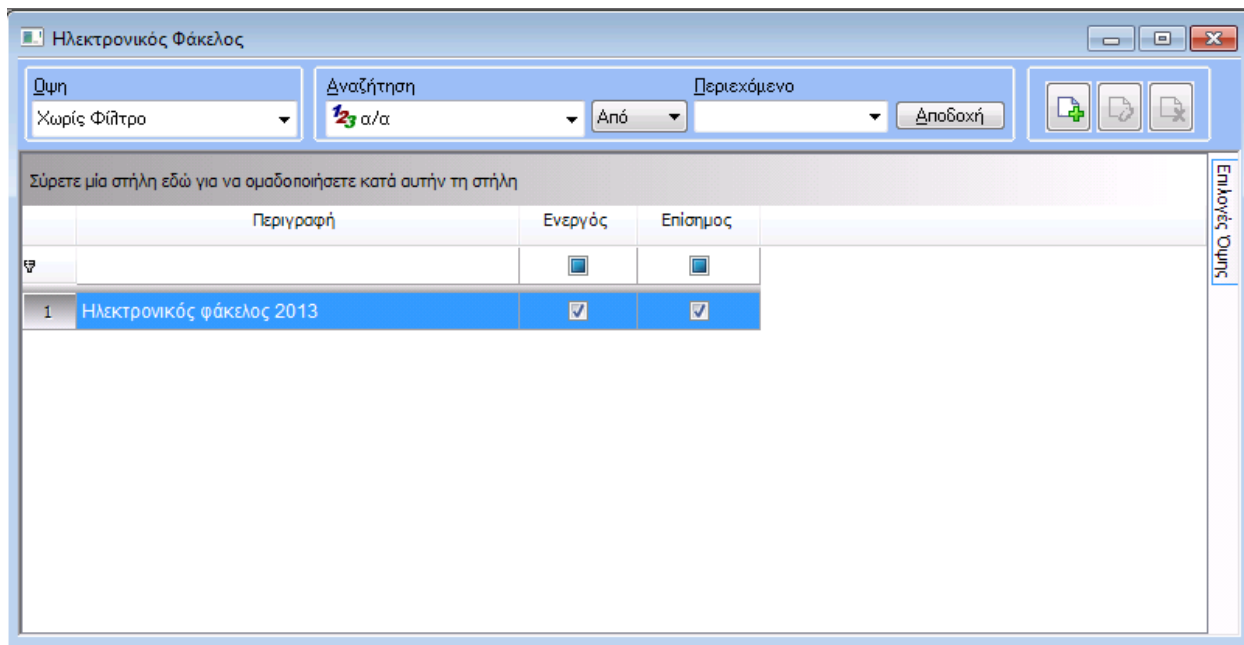 Ηλεκτρονικός Φάκελος
Όψη
Αναζήτηση
Περιεχόμενο
Χωρίς Φίλτρο
123 α/α
Από
Αποδοχή
Σύρετε μία στήλη εδώ για να ομαδοποιήσετε κατά αυτήν τη στήλη
Περιγραφή
Ενεργός
Επίσημος
1
Ηλεκτρονικός φάκελος 2013
Επιλογές Όψης